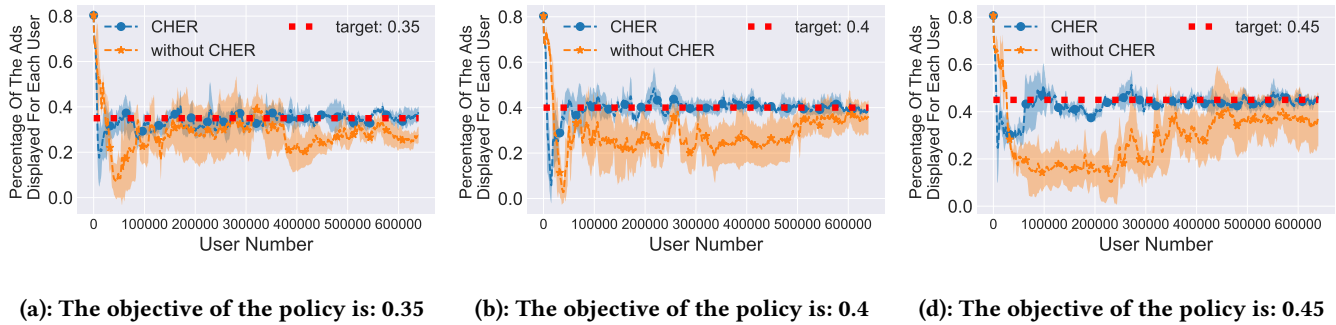 Percentage Of The Ads
Displayed For Each User
0.8
0.6
0.4
0.2
0.0
CHER
without CHER
target: 0.35
0 100000 200000 300000 400000 500000 600000
User Number
(a): The objective of the policy is: 0.35
Percentage Of The Ads
Displayed For Each User
0.8
0.6
0.4
0.2
0.0
CHER
without CHER
target: 0.4
0 100000 200000 300000 400000 500000 600000
User Number
(b): The objective of the policy is: 0.4
Percentage Of The Ads
Displayed For Each User
0.8
0.6
0.4
0.2
0.0
CHER
without CHER
target: 0.45
0 100000 200000 300000 400000 500000 600000
User Number
(d): The objective of the policy is: 0.45